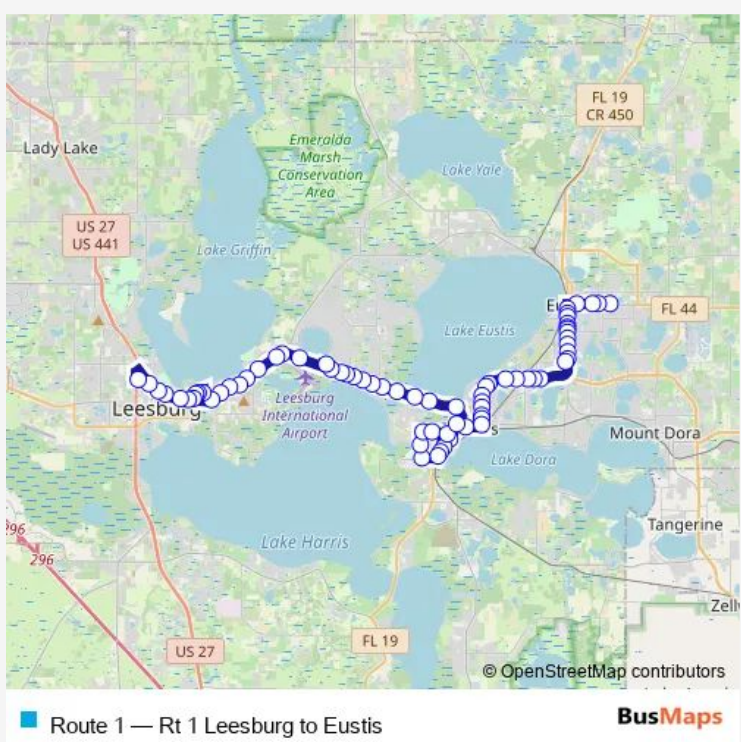 FL 19
CR 450
Lady Lake
Emeralda
Marsh
Conservation
Area
Lake Yale
US 27
US 441
Lake Griffin
FL 44
Lake Eustis
Leesburg
Leesburg
International
Airport
Mount Dora
Lake Dora
Tangerine
296
296
Lake Harris
FL 19
US 27
© OpenStreetMap contributors
Route 1 — Rt 1 Leesburg to Eustis
BusMaps